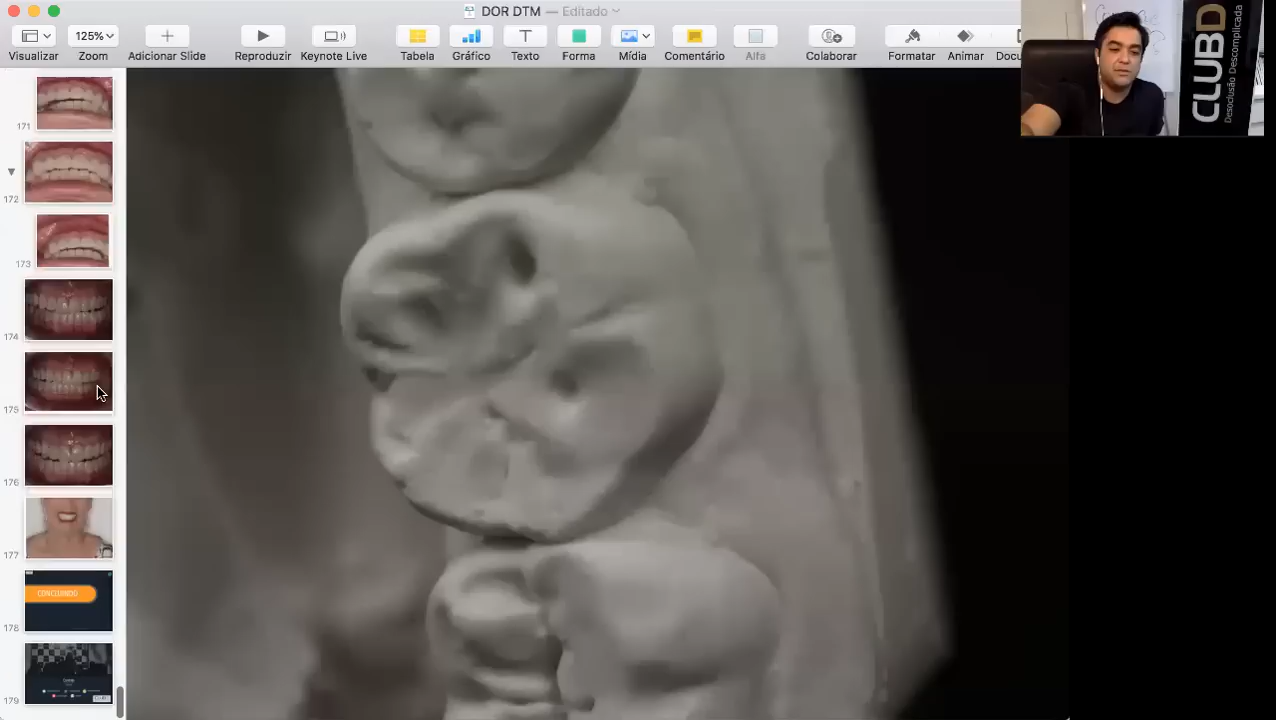 DOR DTM — Editado
125%
Visualizar
Zoom
Adicionar Slide
Reproduzir
Keynote Live
Tabela
Gráfico
Texto
Forma
Mídia
Comentário
Alfa
Colaborar
Formatar
Animar
Docu
CLUBD
Desoclusão Descomplicada
171
172
173
174
175
176
177
CONCLUINDO
178
179